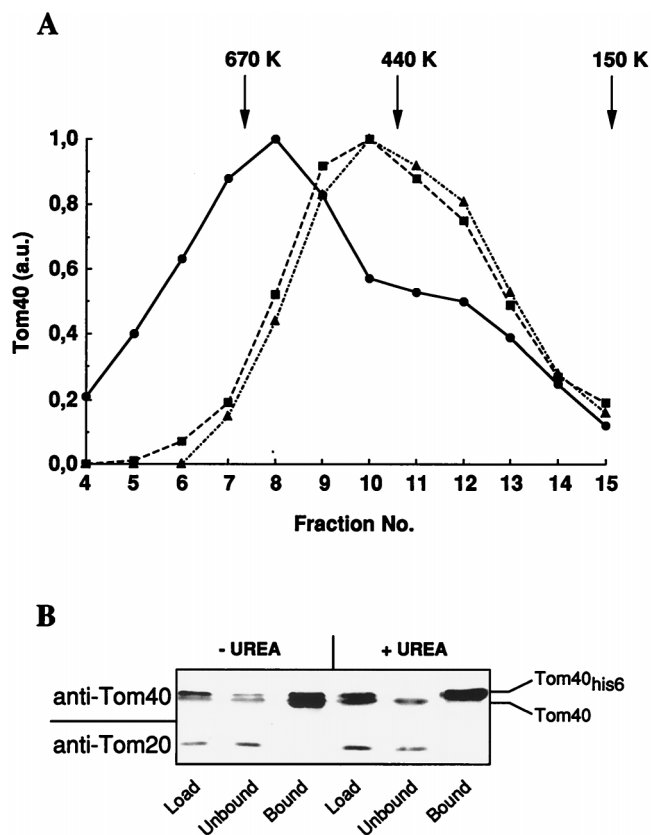 A
670 K 440 K 150 K
1,0
0,8
0,6
0,4
0,2
0,0
Tom40 (a.u.)
4 5 6 7 8 9 10 11 12 13 14 15
Fraction No.
B
- UREA + UREA
anti-Tom40
anti-Tom20
Tom40his6
Tom40
Load Unbound Bound Load Unbound Bound